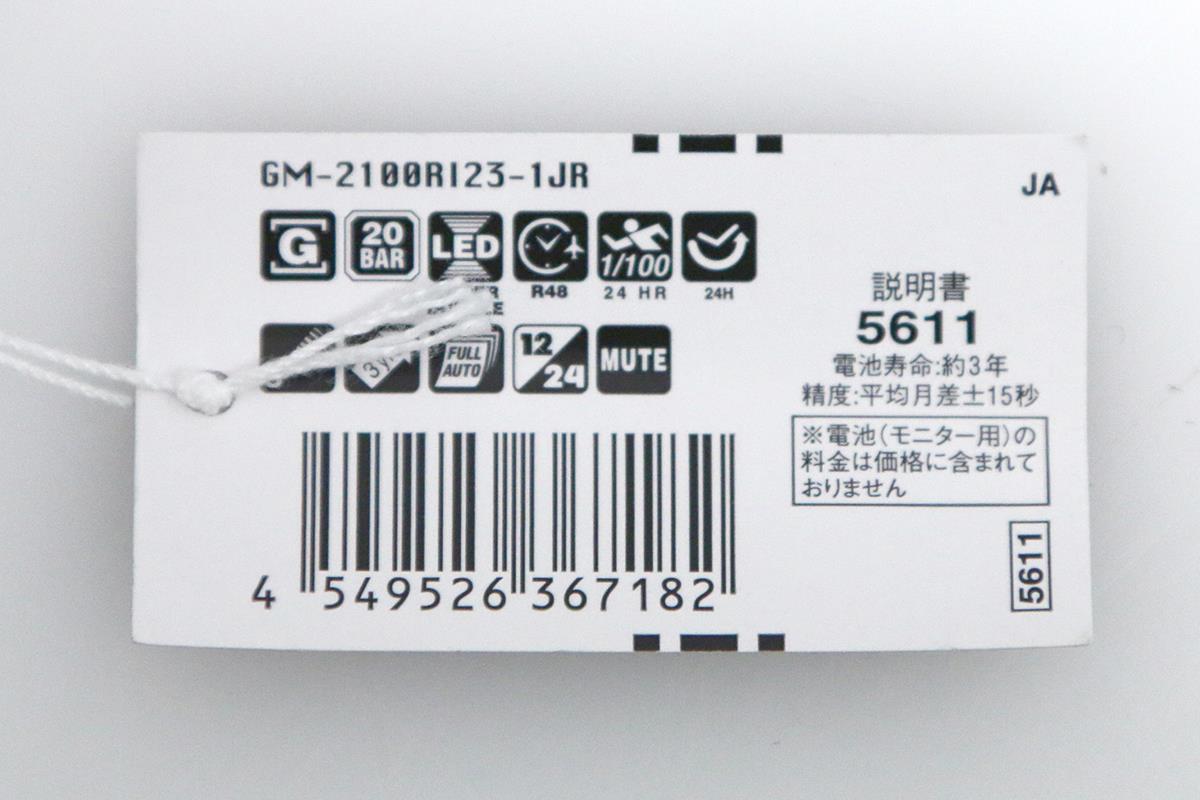 GM-2100RI23-1JR
JA
G
20
BAR
LED
1/100
R48
24 HR
24H
FULL
AUTO
12
24
MUTE
説明書
5611
電池寿命:約3年
精度:平均月差±15秒
※電池(モニター用)の
料金は価格に含まれて
おりません
5611
4 549526 367182